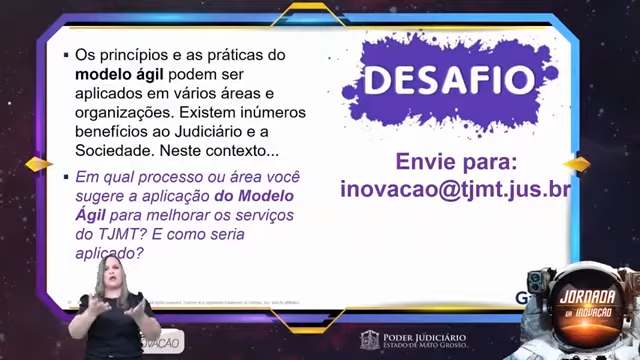 Os princípios e as práticas do
modelo ágil podem ser
aplicados em vários áreas e
organizações. Existem inúmeros
benefícios ao Judiciário e a
Sociedade. Neste contexto...
Em qual processo ou área você
sugere a aplicação do Modelo
Ágil para melhorar os serviços
do TJMT? E como seria
aplicado?
DESAFIO
Envie para:
inovacao@tjmt.jus.br
JORNADA
DA INOVAÇÃO
PODER JUDICIÁRIO
ESTADO DE MATO GROSSO